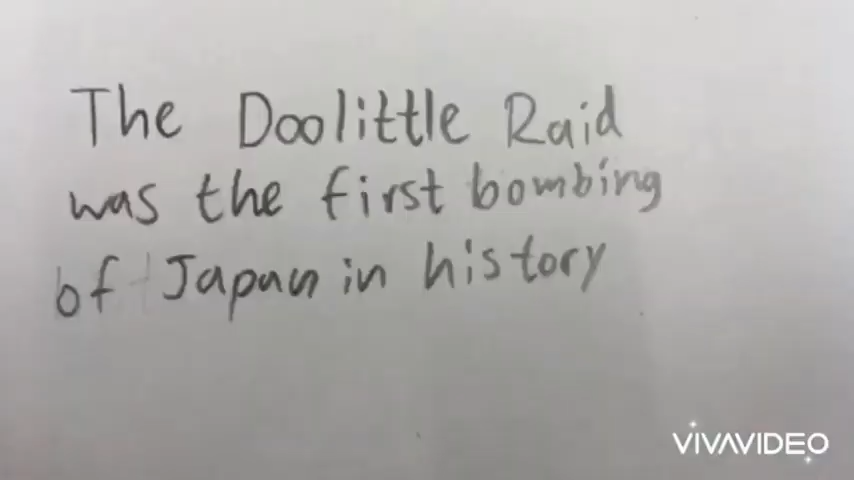 The Doolittle Raid
was the first bombing
of Japan in history
VIVAVIDEO